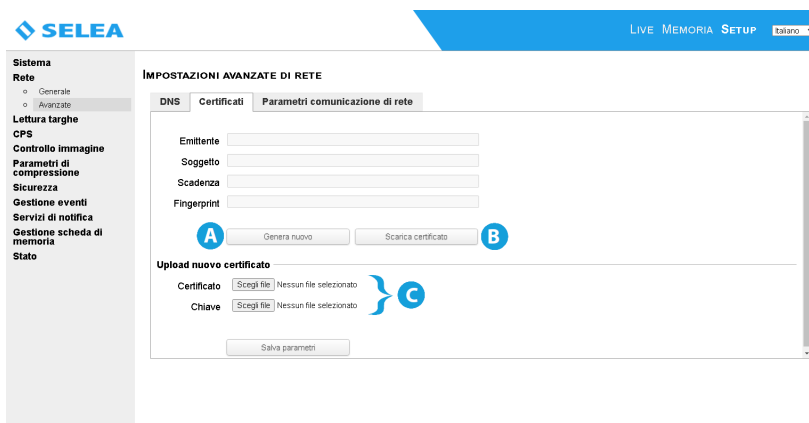 SELEA
LIVE MEMORIA SETUP Italiano
Sistema
Rete
Generale
Avanzate
Lettura targhe
CPS
Controllo immagine
Parametri di
compressione
Sicurezza
Gestione eventi
Servizi di notifica
Gestione scheda di
memoria
Stato
IMPOSTAZIONI AVANZATE DI RETE
DNS Certificati Parametri comunicazione di rete
Emittente
Soggetto
Scadenza
Fingerprint
A Genera nuovo Scarica certificato B
Upload nuovo certificato
Certificato Scegli file Nessun file selezionato
C
Chiave Scegli file Nessun file selezionato
Salva parametri